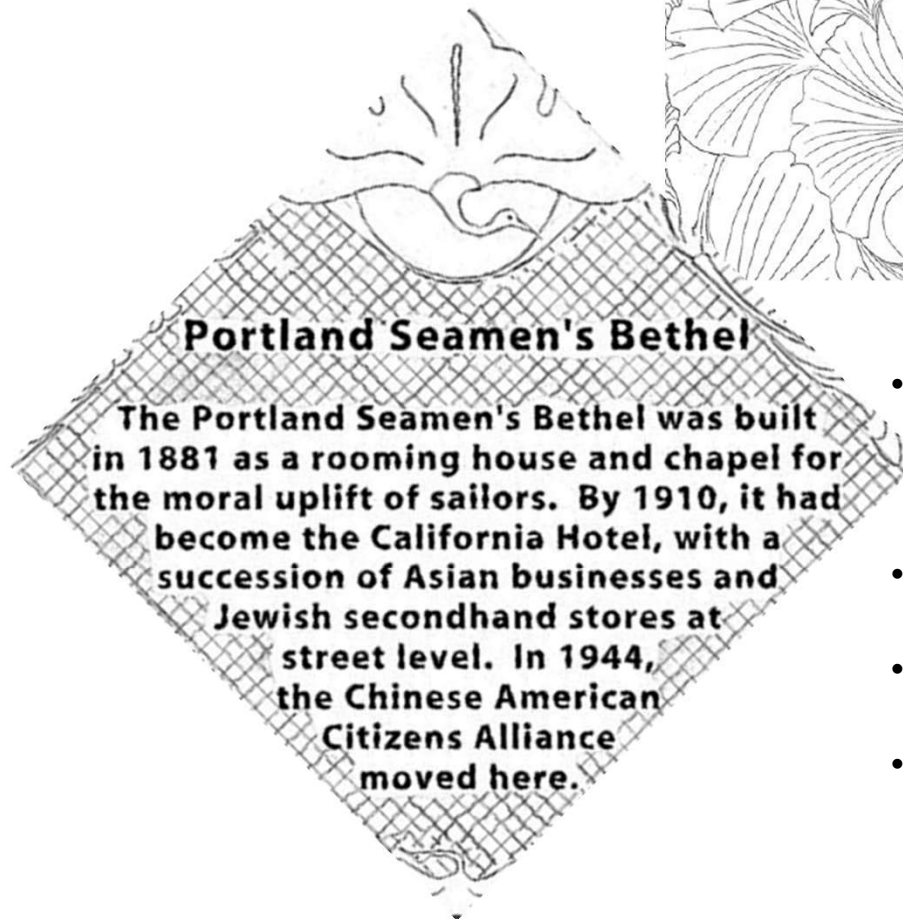 Portland Seamen's Bethel
The Portland Seamen's Bethel was built
in 1881 as a rooming house and chapel for
the moral uplift of sailors. By 1910, it had
become the California Hotel, with a
succession of Asian businesses and
Jewish secondhand stores at
street level. In 1944,
the Chinese American
Citizens Alliance
moved here.